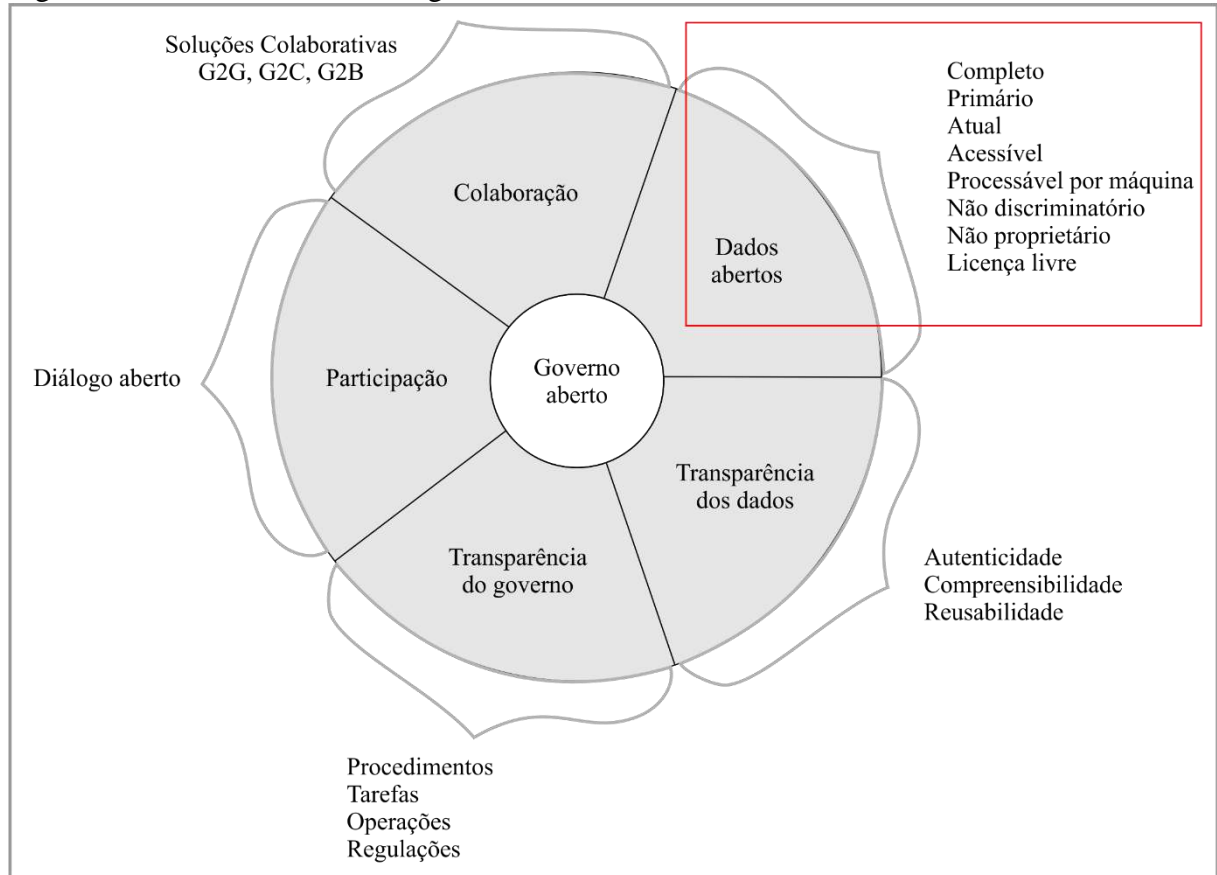 Soluções Colaborativas
G2G, G2C, G2B
Completo
Primário
Atual
Acessível
Processável por máquina
Não discriminatório
Não proprietário
Licença livre
Colaboração
Dados
abertos
Diálogo aberto
Participação
Governo
aberto
Transparência
dos dados
Transparência
do governo
Autenticidade
Compreensibilidade
Reusabilidade
Procedimentos
Tarefas
Operações
Regulações